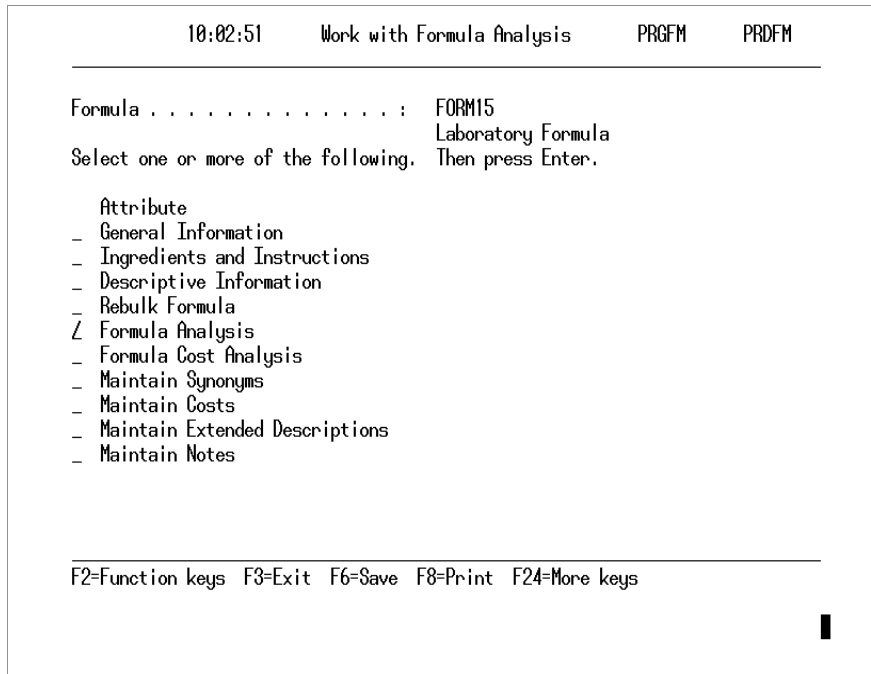 10:02:51 Work with Formula Analysis PRGFM PRDFM
Formula . . . . . . . . . . . . . . : FORM15
Laboratory Formula
Select one or more of the following. Then press Enter.
Attribute
_ General Information
_ Ingredients and Instructions
_ Descriptive Information
_ Rebulk Formula
/ Formula Analysis
_ Formula Cost Analysis
_ Maintain Synonyms
_ Maintain Costs
_ Maintain Extended Descriptions
_ Maintain Notes
F2=Function keys F3=Exit F6=Save F8=Print F24=More keys